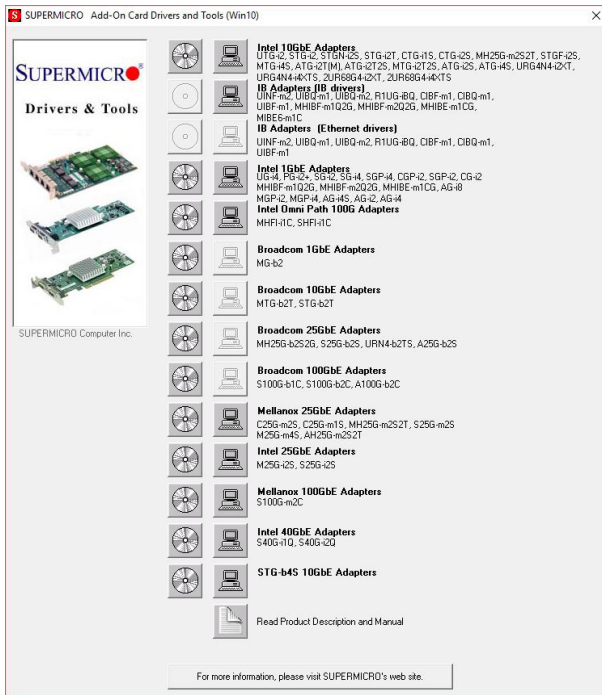 SUPERMICRO Add-On Card Drivers and Tools (Win10)
SUPERMICRO
Drivers & Tools
SUPERMICRO Computer Inc.
Intel 10GbE Adapters
UTG-i2, STG-i2, STGN-i2S, STG-i2T, CTG-i1S, CTG-i2S, MH25G-m2S2T, STGF-i2S,
MTG-i4S, ATG-i2T(M), ATG-i2T2S, MTG-i2T2S, ATG-i2S, ATG-i4S, URG4N4-i2XT,
URG4N4-i4XTS, 2UR68G4-i2XT, 2UR68G4-i4XTS
IB Adapters (IB drivers)
UINF-m2, UIBQ-m1, UIBQ-m2, R1UG-iBQ, CIBF-m1, CIBQ-m1,
UIBF-m1, MHIBF-m1Q2G, MHIBF-m2Q2G, MHIBE-m1CG,
MIBE6-m1C
IB Adapters (Ethernet drivers)
UINF-m2, UIBQ-m1, UIBQ-m2, R1UG-iBQ, CIBF-m1, CIBQ-m1,
UIBF-m1
Intel 1GbE Adapters
UG-i4, PG-i2+, SG-i2, SG-i4, SGP-i4, CGP-i2, SGP-i2, CG-i2
MHIBF-m1Q2G, MHIBF-m2Q2G, MHIBE-m1CG, AG-i8
MGP-i2, MGP-i4, AG-i4S, AG-i2, AG-i4
Intel Omni Path 100G Adapters
MHFI-i1C, SHFI-i1C
Broadcom 1GbE Adapters
MG-b2
Broadcom 10GbE Adapters
MTG-b2T, STG-b2T
Broadcom 25GbE Adapters
MH25G-b2S2G, S25G-b2S, URN4-b2TS, A25G-b2S
Broadcom 100GbE Adapters
S100G-b1C, S100G-b2C, A100G-b2C
Mellanox 25GbE Adapters
C25G-m2S, C25G-m1S, MH25G-m2S2T, S25G-m2S
M25G-m4S, AH25G-m2S2T
Intel 25GbE Adapters
M25G-i2S, S25G-i2S
Mellanox 100GbE Adapters
S100G-m2C
Intel 40GbE Adapters
S40G-i1Q, S40G-i2Q
STG-b4S 10GbE Adapters
Read Product Description and Manual
For more information, please visit SUPERMICRO's web site.